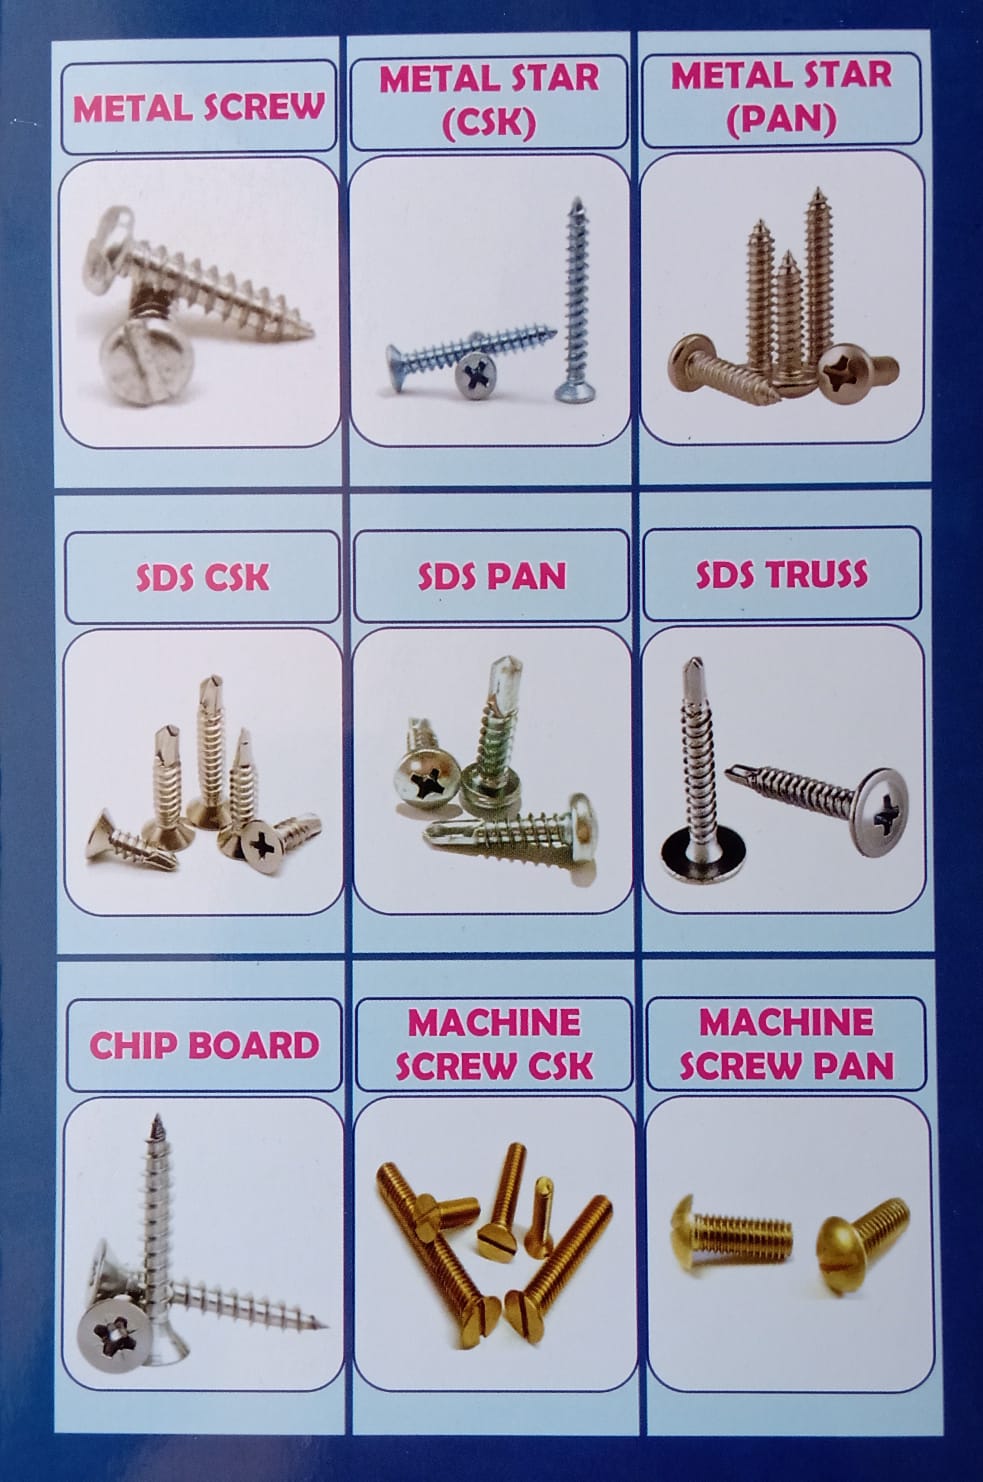 METAL SCREW
METAL STAR
(CSK)
METAL STAR
(PAN)
SDS CSK
SDS PAN
SDS TRUSS
CHIP BOARD
MACHINE
SCREW CSK
MACHINE
SCREW PAN